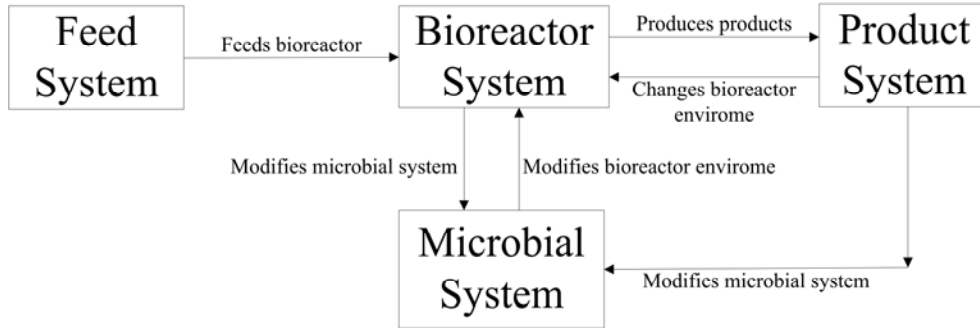 Feed
System
Feeds bioreactor
Bioreactor
System
Produces products
Changes bioreactor
envirome
Product
System
Modifies microbial system
Modifies bioreactor envirome
Microbial
System
Modifies microbial system